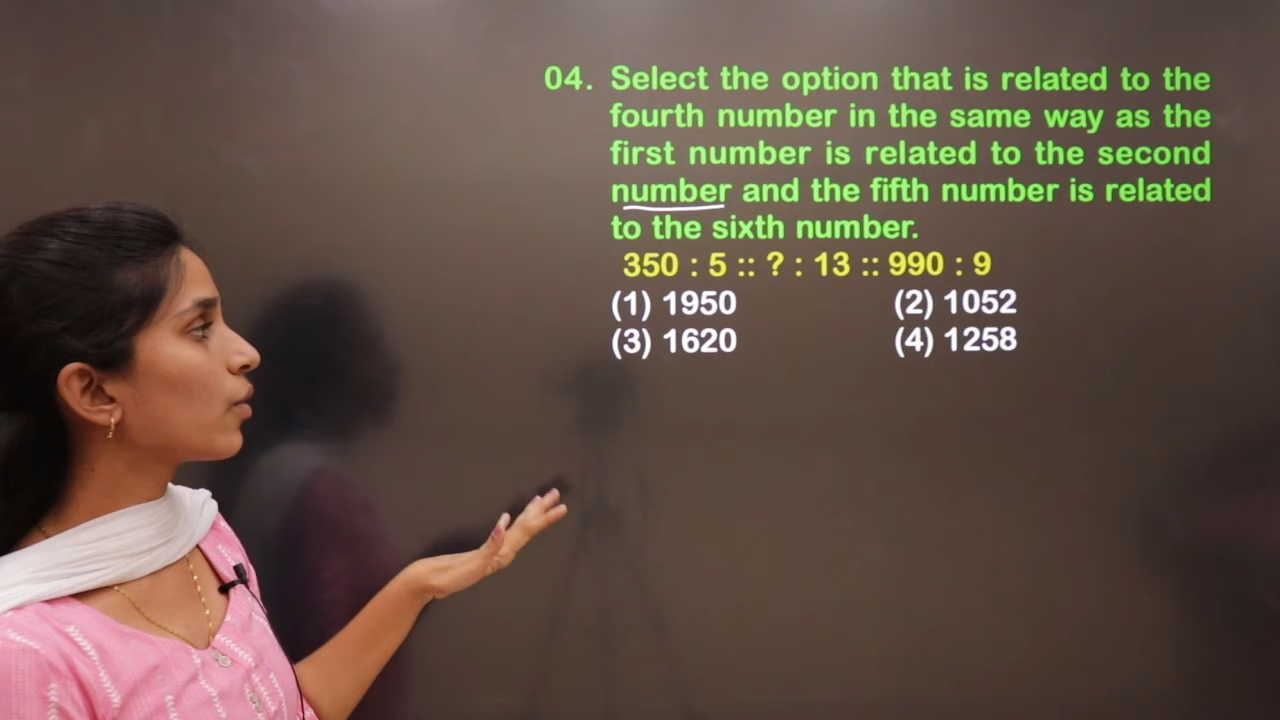 04. Select the option that is related to the
fourth number in the same way as the
first number is related to the second
number and the fifth number is related
to the sixth number.
350 : 5 :: ? : 13 :: 990 : 9
(1) 1950 (2) 1052
(3) 1620 (4) 1258